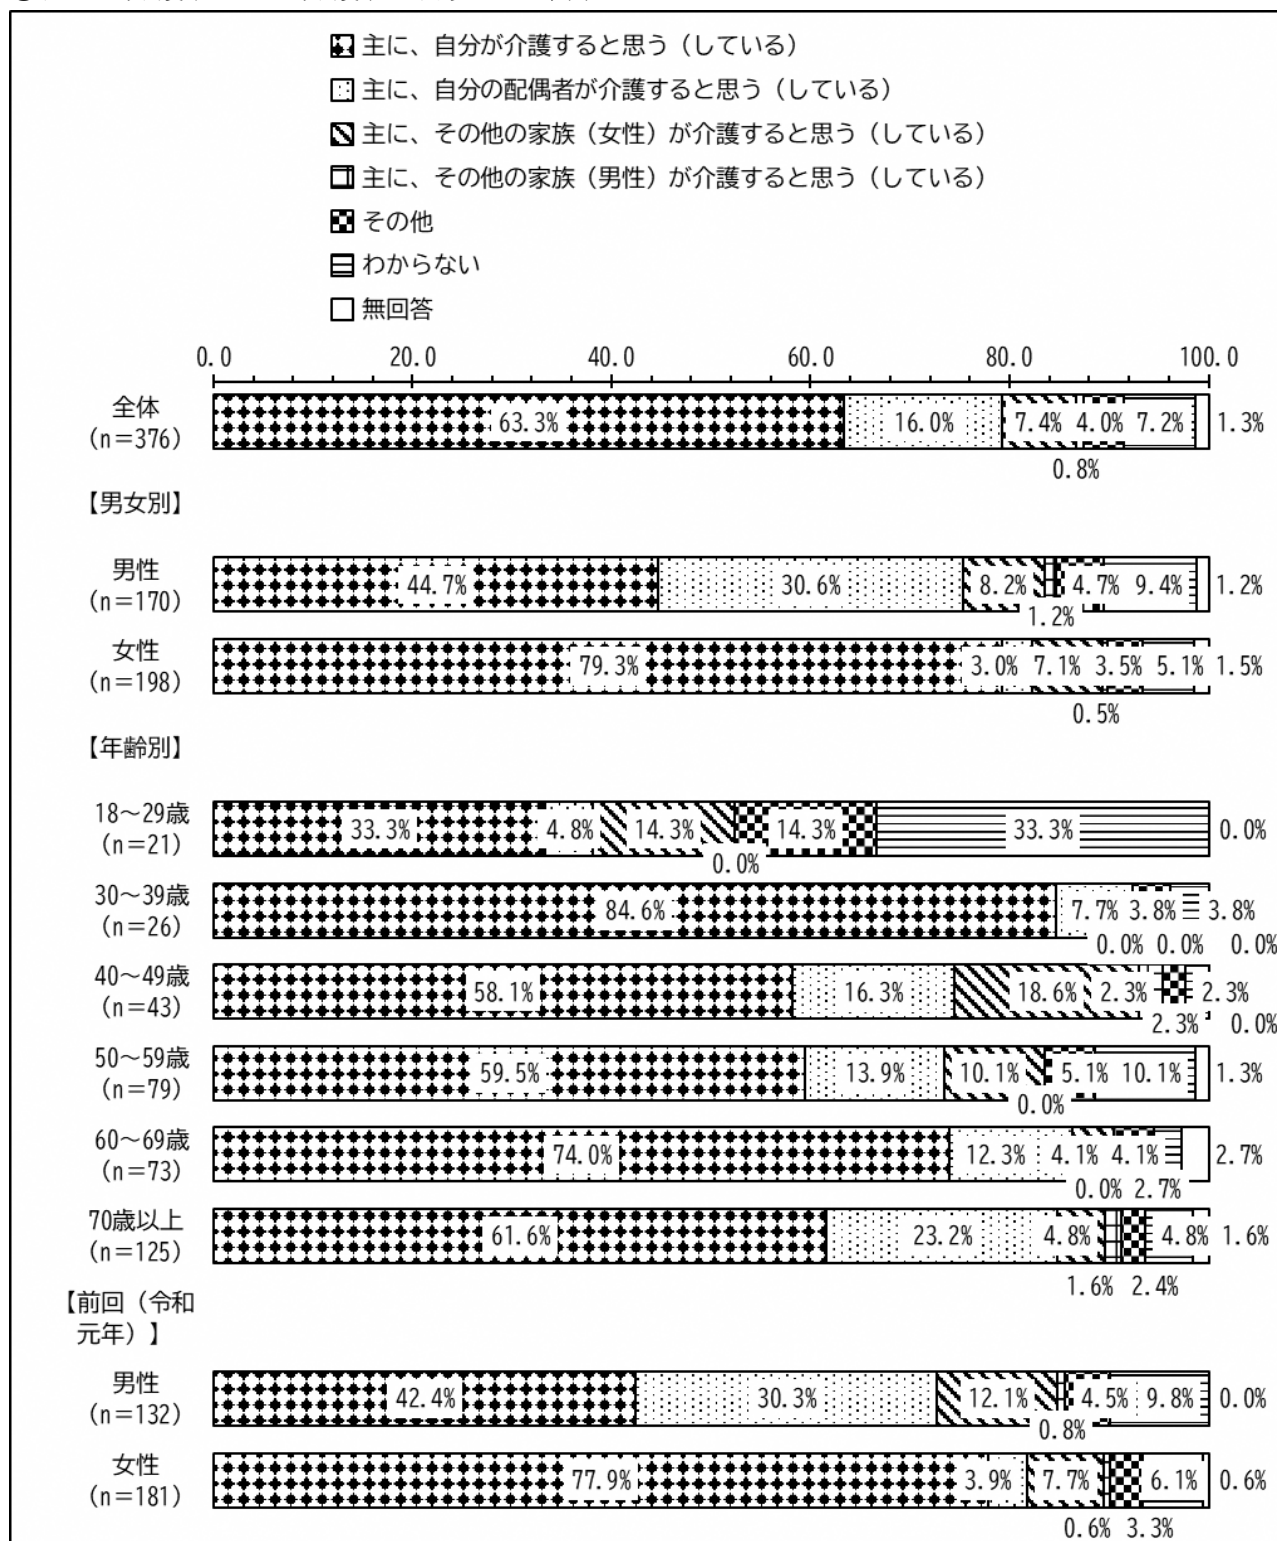 主に、自分が介護すると思う（している）
主に、自分の配偶者が介護すると思う（している）
主に、その他の家族（女性）が介護すると思う（している）
主に、その他の家族（男性）が介護すると思う（している）
その他
わからない
無回答
0.0 20.0 40.0 60.0 80.0 100.0
全体
（n＝376）
63.3% 16.0% 7.4% 4.0% 7.2% 1.3%
0.8%
【男女別】
男性
（n＝170）
44.7% 30.6% 8.2% 4.7% 9.4% 1.2%
1.2%
女性
（n＝198）
79.3% 3.0% 7.1% 3.5% 5.1% 1.5%
0.5%
【年齢別】
18～29歳
（n＝21）
33.3% 4.8% 14.3% 14.3% 33.3% 0.0%
0.0%
30～39歳
（n＝26）
84.6% 7.7% 3.8% 3.8%
0.0% 0.0% 0.0%
40～49歳
（n＝43）
58.1% 16.3% 18.6% 2.3% 2.3%
2.3% 0.0%
50～59歳
（n＝79）
59.5% 13.9% 10.1% 5.1% 10.1% 1.3%
0.0%
60～69歳
（n＝73）
74.0% 12.3% 4.1% 4.1% 2.7%
0.0% 2.7%
70歳以上
（n＝125）
61.6% 23.2% 4.8% 4.8% 1.6%
1.6% 2.4%
【前回（令和
元年）】
男性
（n＝132）
42.4% 30.3% 12.1% 4.5% 9.8% 0.0%
0.8%
女性
（n＝181）
77.9% 3.9% 7.7% 6.1% 0.6%
0.6% 3.3%